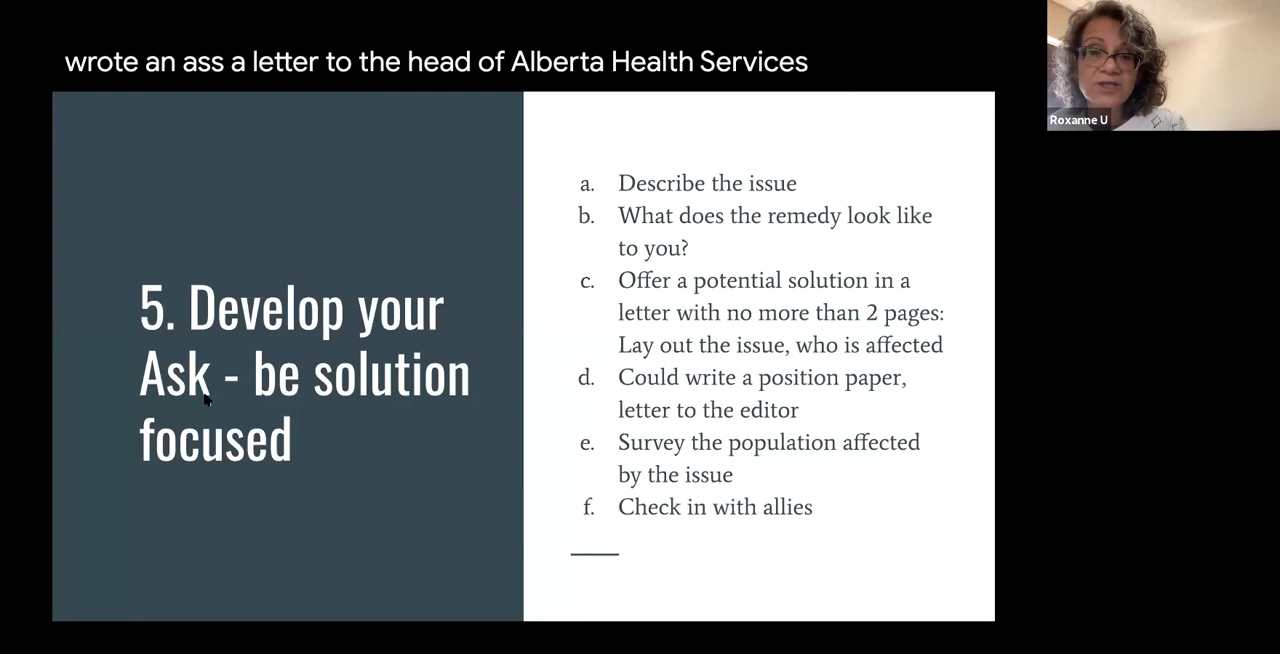 wrote an ass a letter to the head of Alberta Health Services
Roxanne U
5. Develop your
Ask - be solution
focused
a. Describe the issue
b. What does the remedy look like
to you?
c. Offer a potential solution in a
letter with no more than 2 pages:
Lay out the issue, who is affected
d. Could write a position paper,
letter to the editor
e. Survey the population affected
by the issue
f. Check in with allies